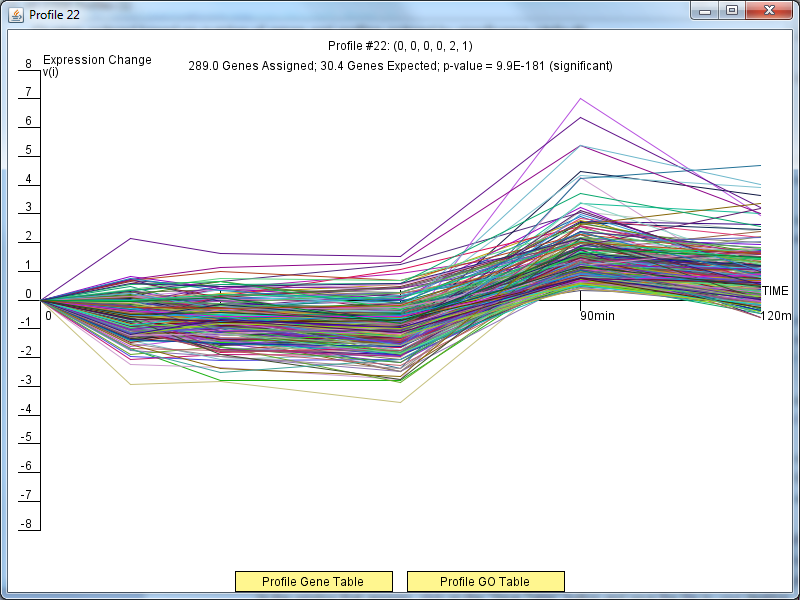 Profile 22
Profile #22: (0, 0, 0, 0, 2, 1)
289.0 Genes Assigned; 30.4 Genes Expected; p-value = 9.9E-181 (significant)
Expression Change
v(i)
8
7
6
5
4
3
2
1
0
-1
-2
-3
-4
-5
-6
-7
-8
TIME
0
90min
120m
Profile Gene Table
Profile GO Table